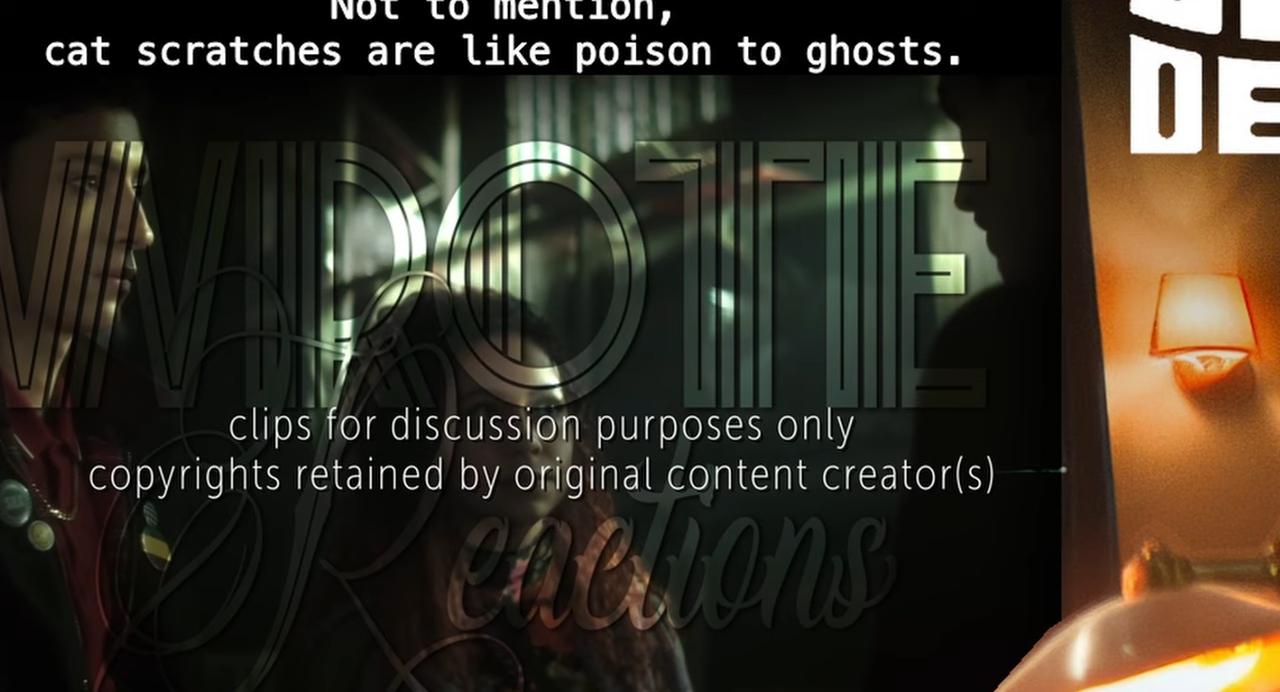 Not to mention,
cat scratches are like poison to ghosts.
DE
clips for discussion purposes only
copyrights retained by original content creator(s)
Reactions